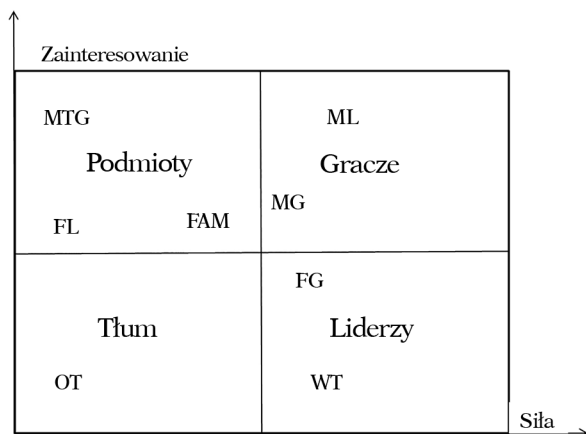 Zainteresowanie
MTG
ML
Podmioty
Gracze
MG
FL
FAM
FG
Tłum
Liderzy
OT
WT
Siła